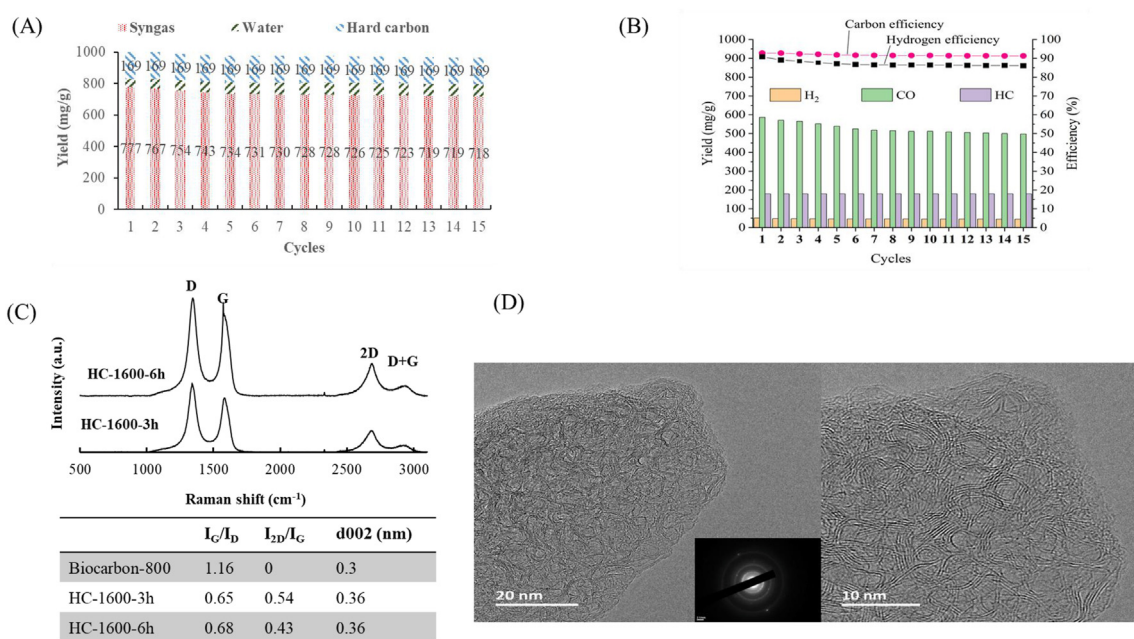 (A)
Syngas Water Hard carbon
Yield (mg/g)
1000
800
600
400
200
0
169 169 169 169 169 169 169 169 169 169 169 169 169 169 169
777 767 754 743 734 731 730 728 728 726 725 723 719 719 718
1 2 3 4 5 6 7 8 9 10 11 12 13 14 15
Cycles
(B)
Carbon efficiency
Hydrogen efficiency
H₂ CO HC
Yield (mg/g)
1000
900
800
700
600
500
400
300
200
100
0
Efficiency (%)
100
90
80
70
60
50
40
30
20
10
0
1 2 3 4 5 6 7 8 9 10 11 12 13 14 15
Cycles
(C)
D
G
2D
D+G
HC-1600-6h
HC-1600-3h
Intensity (a.u.)
500 1000 1500 2000 2500 3000
Raman shift (cm⁻¹)
I_G/I_D I_2D/I_G d002 (nm)
Biocarbon-800 1.16 0 0.3
HC-1600-3h 0.65 0.54 0.36
HC-1600-6h 0.68 0.43 0.36
(D)
20 nm
10 nm